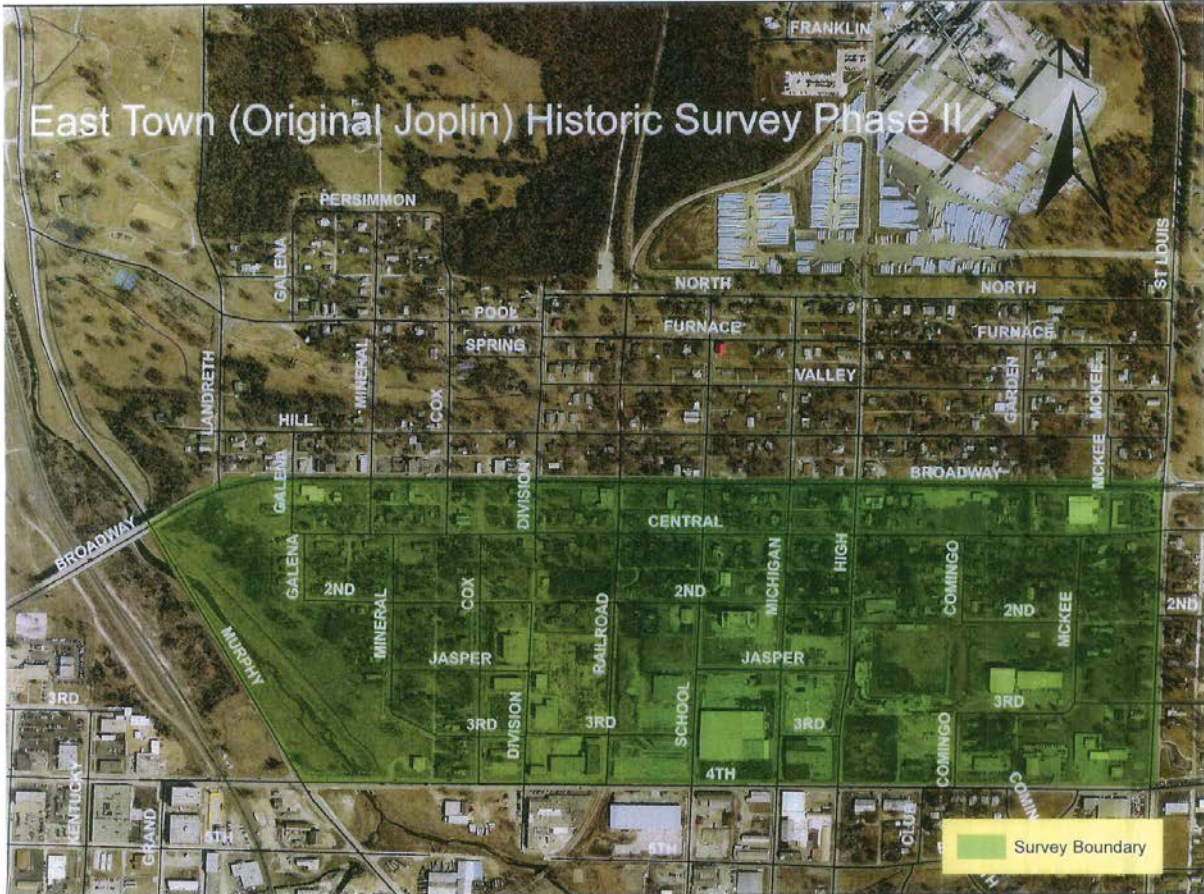 FRANKLIN
N
East Town (Original Joplin) Historic Survey Phase II
PERSIMMON
GALENA
ST LOUIS
NORTH
NORTH
POOL
FURNACE
FURNACE
SPRING
MINERAL
LANDRETH
VALLEY
COX
GARDEN
MCKEE
HILL
GALENA
DIVISION
BROADWAY
MCKEE
BROADWAY
CENTRAL
GALENA
2ND
MINERAL
COX
RAILROAD
2ND
MICHIGAN
HIGH
COMINGO
2ND
MCKEE
2ND
MURPHY
JASPER
JASPER
3RD
3RD
DIVISION
3RD
SCHOOL
3RD
3RD
COMINGO
4TH
KENTUCKY
GRAND
5TH
CLUB
Survey Boundary